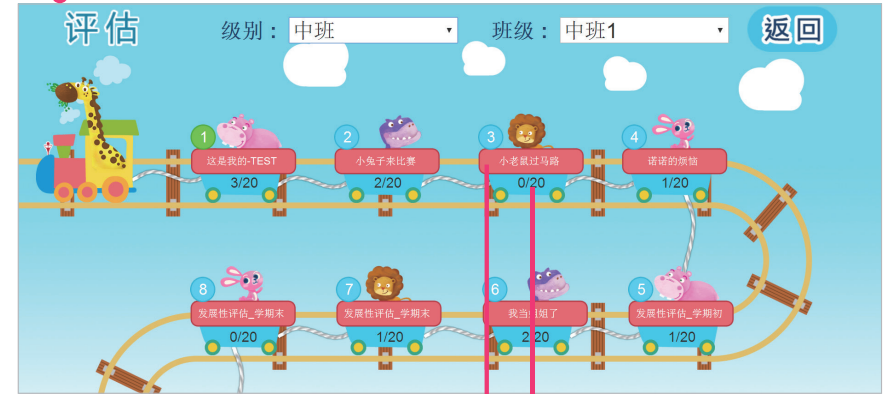 评估 级别： 中班 班级： 中班1 返回
1 2 3 4
这是我的-TEST 小兔子来比赛 小老鼠过马路 诺诺的烦恼
3/20 2/20 0/20 1/20
8 7 6 5
发展性评估_学期末 发展性评估_学期末 我当姐姐了 发展性评估_学期初
0/20 1/20 2/20 1/20